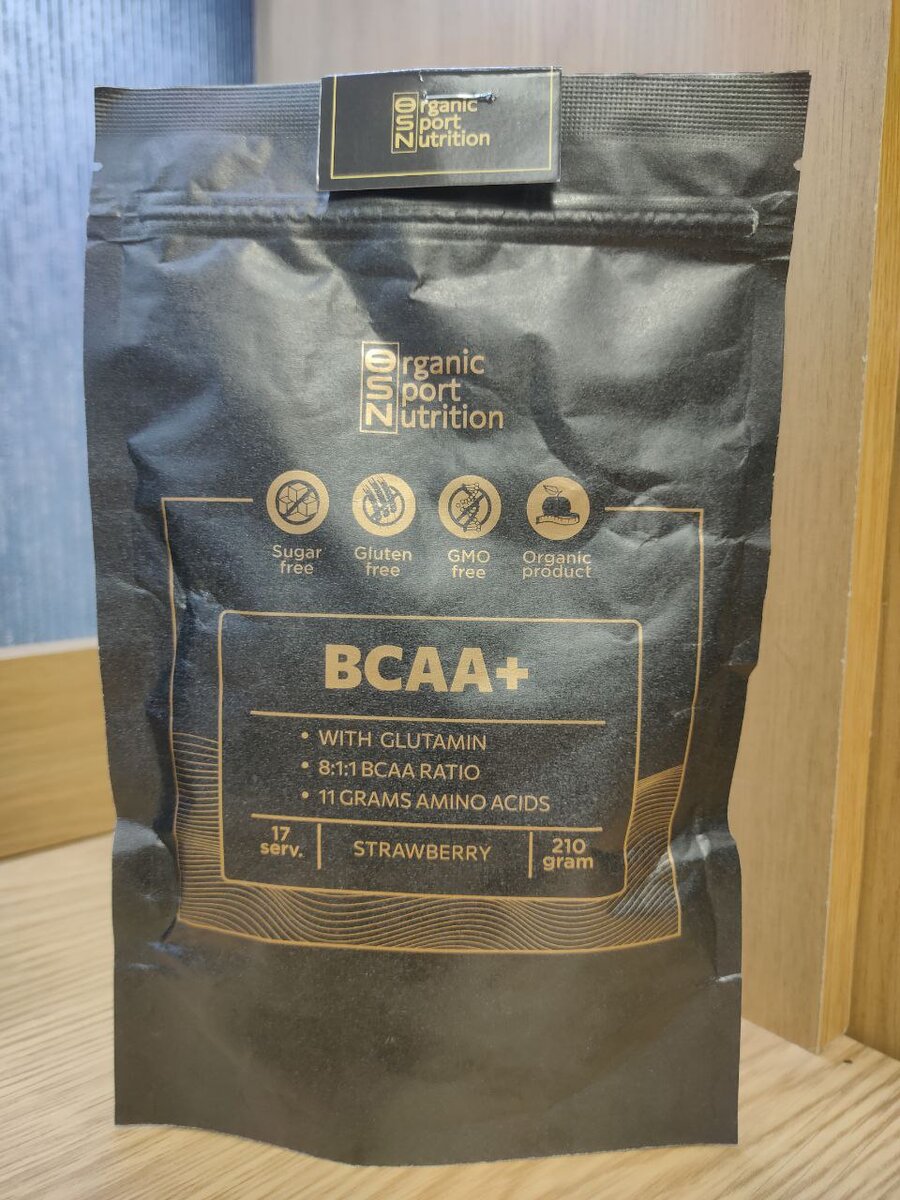 Organic
Sport
Nutrition
Organic
Sport
Nutrition
Sugar
free
Gluten
free
GMO
free
Organic
product
BCAA+
• WITH GLUTAMIN
• 8:1:1 BCAA RATIO
• 11 GRAMS AMINO ACIDS
17
serv.
STRAWBERRY
210
gram